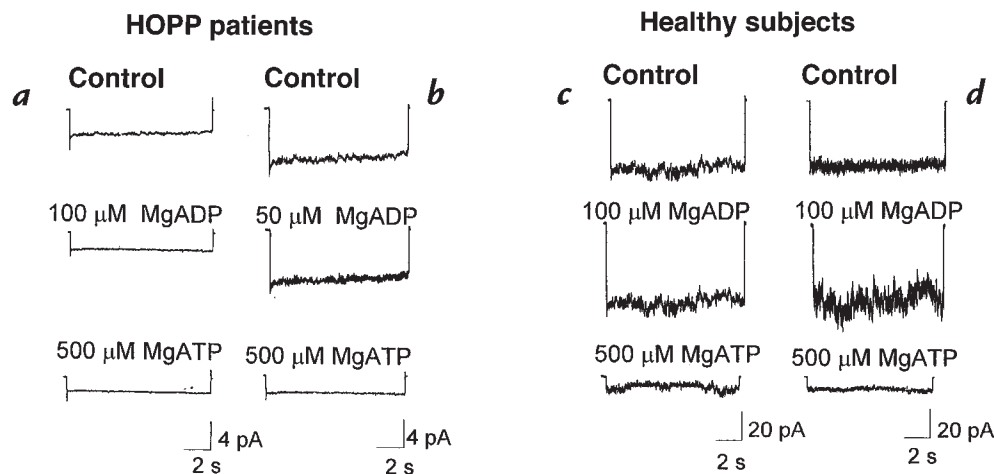 HOPP patients
Healthy subjects
a
Control
Control
b
c
Control
Control
d
100 μM MgADP
50 μM MgADP
100 μM MgADP
100 μM MgADP
500 μM MgATP
500 μM MgATP
500 μM MgATP
500 μM MgATP
4 pA
2 s
4 pA
2 s
20 pA
2 s
20 pA
2 s